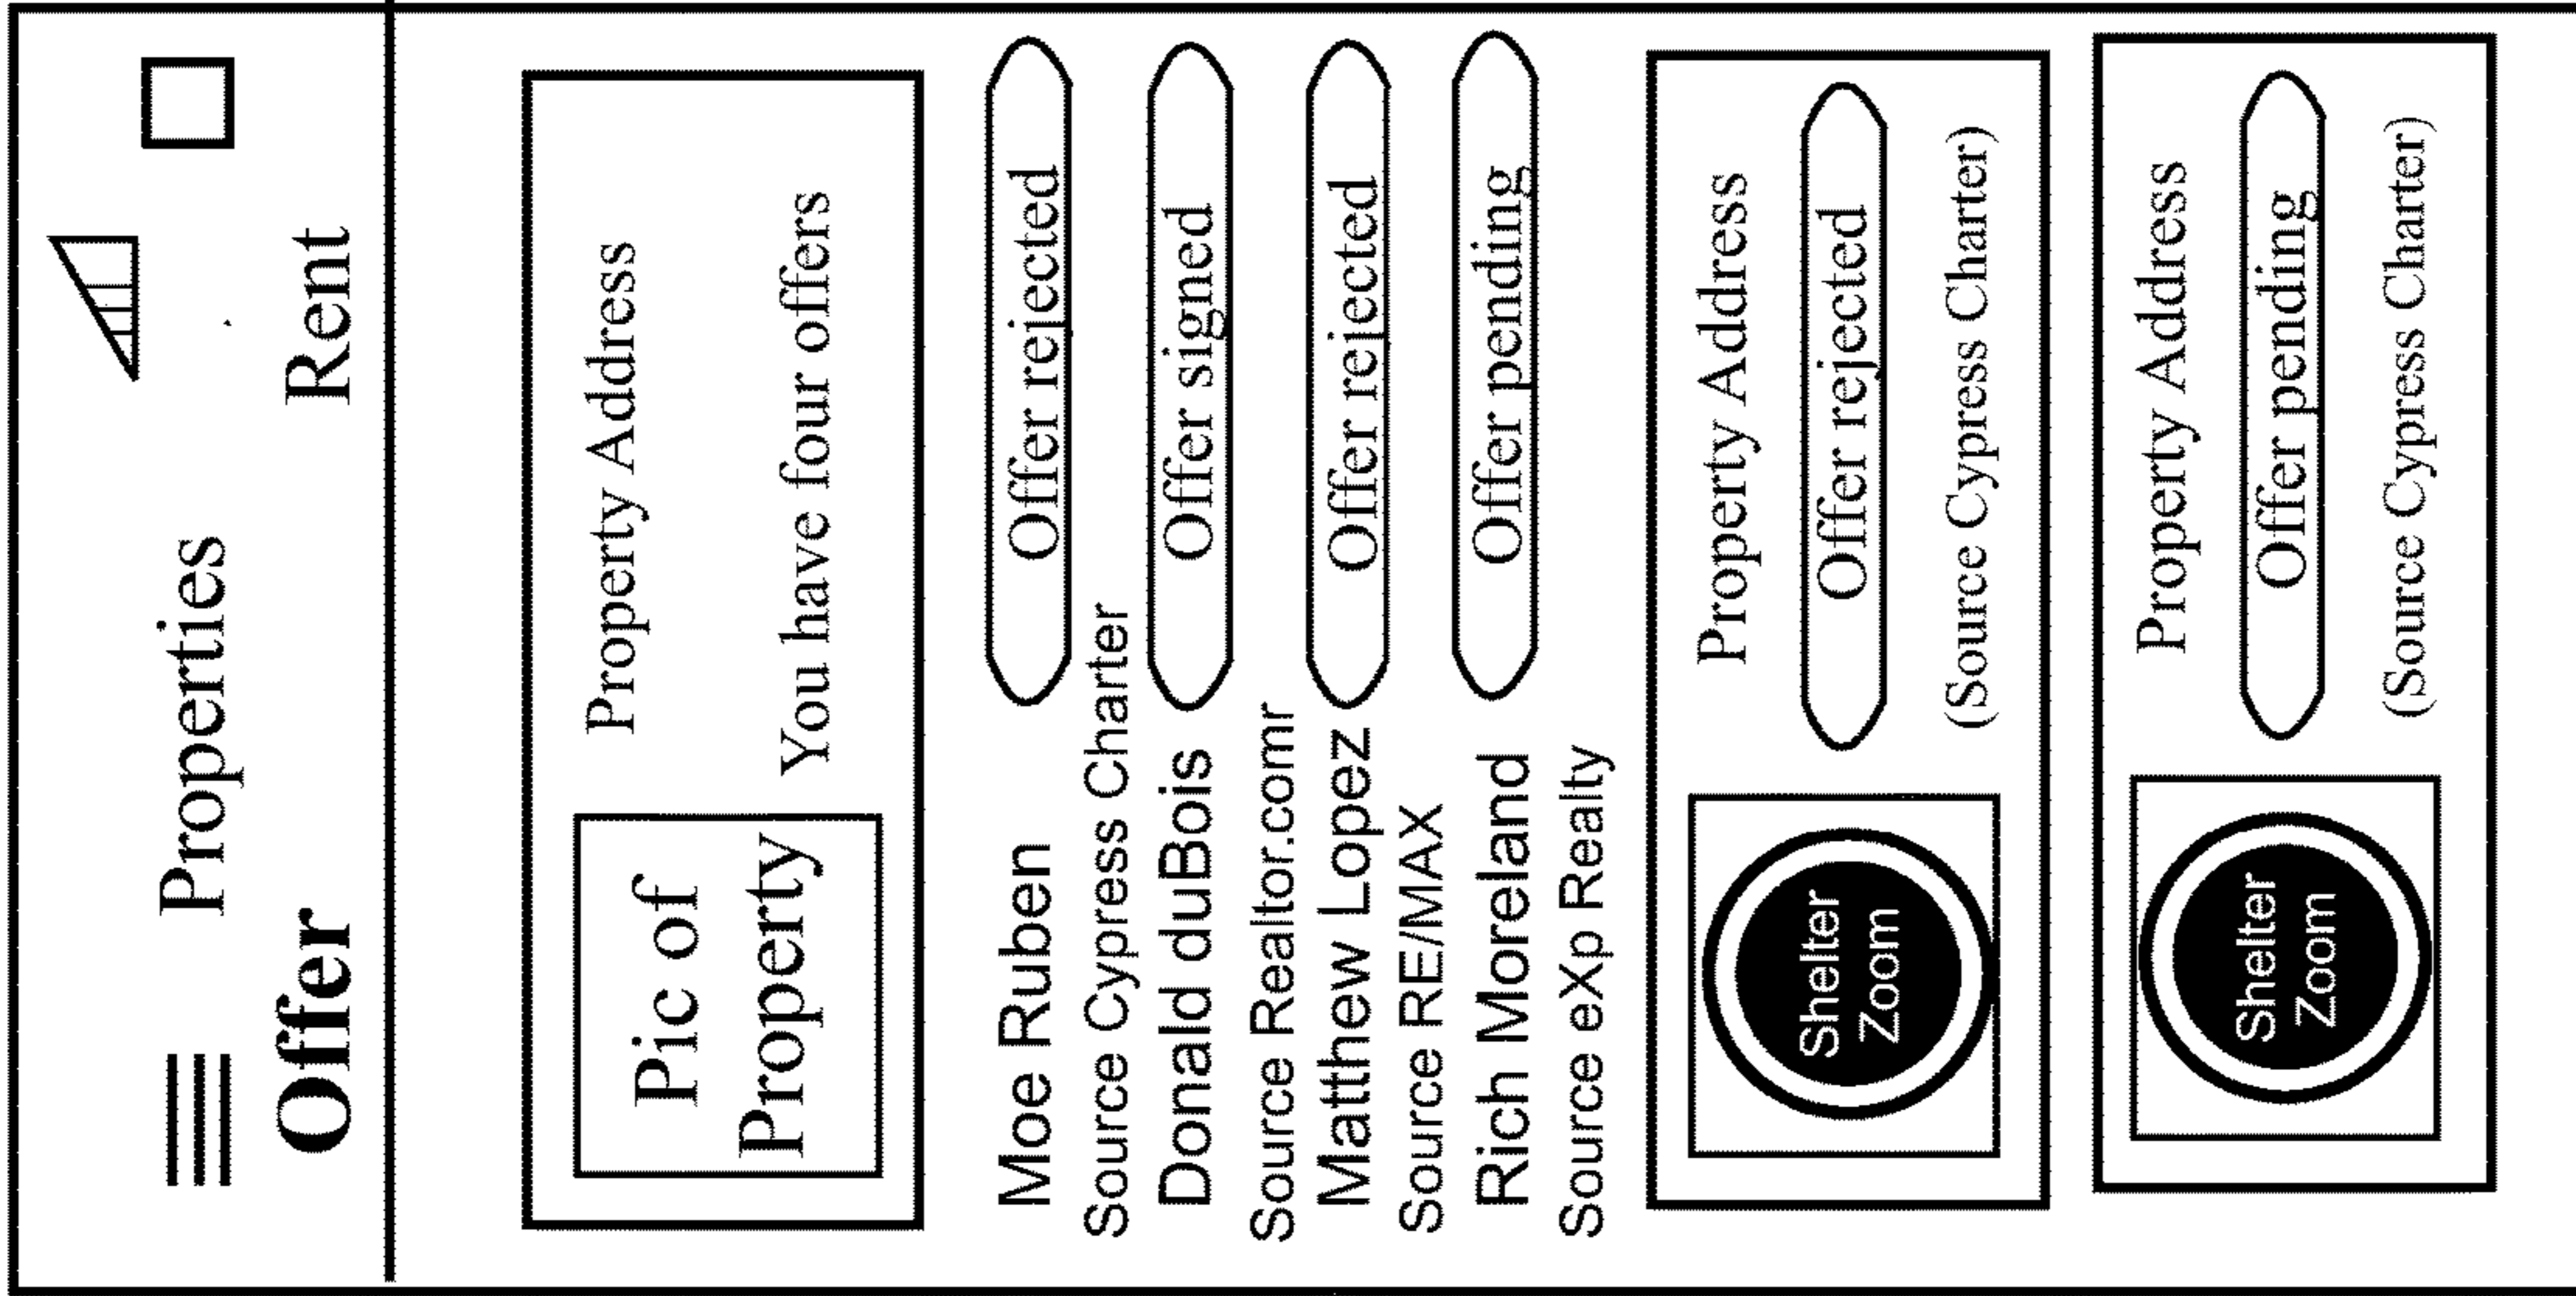 Properties
Offer Rent
Pic of
Property
Property Address
You have four offers
Moe Ruben Offer rejected
Source Cypress Charter
Donald duBois Offer signed
Source Realtor.comr
Matthew Lopez Offer rejected
Source RE/MAX
Rich Moreland Offer pending
Source eXp Realty
Shelter
Zoom
Property Address
Offer rejected
(Source Cypress Charter)
Shelter
Zoom
Property Address
Offer pending
(Source Cypress Charter)